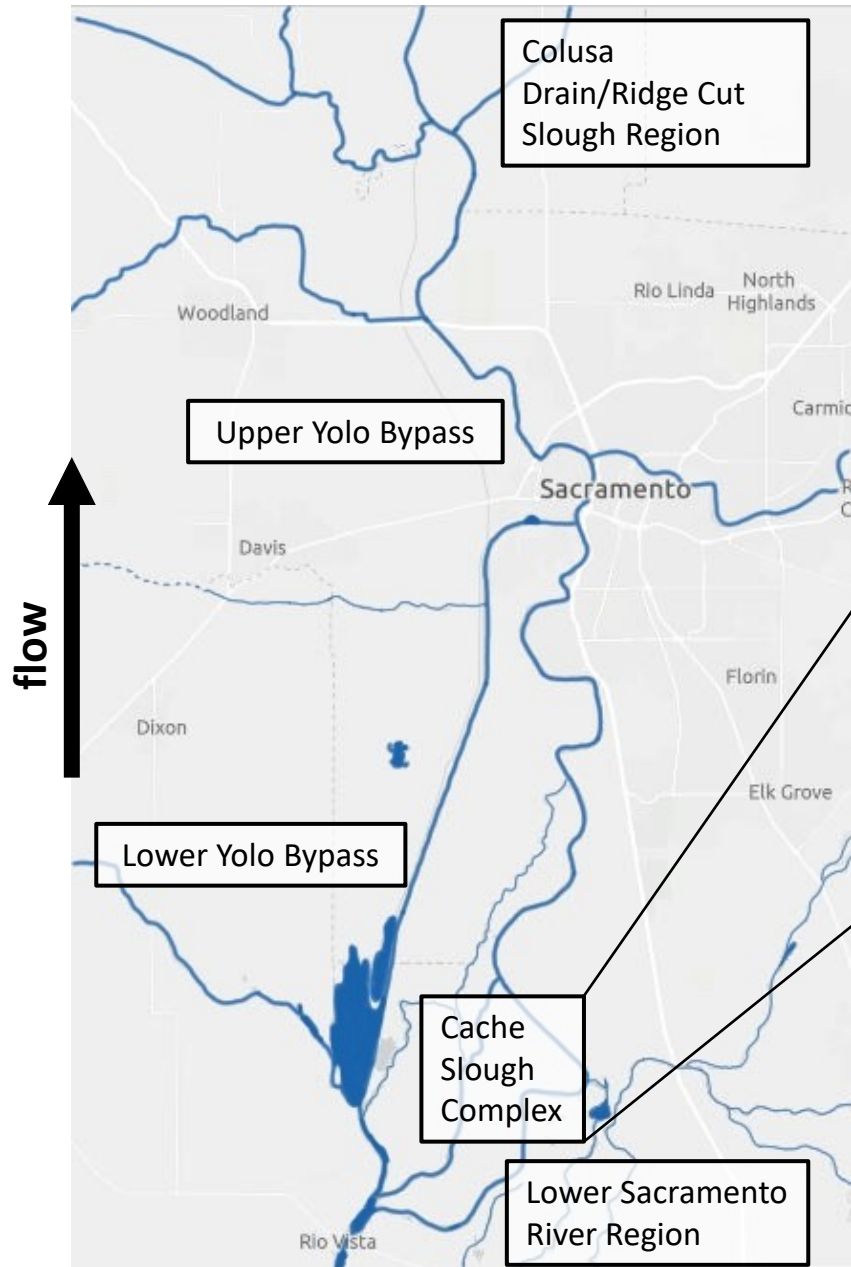 Colusa
Drain/Ridge Cut
Slough Region
Rio Linda
North
Highlands
Woodland
Carmic
Upper Yolo Bypass
Sacramento
R
C
Davis
flow
Florin
Dixon
Elk Grove
Lower Yolo Bypass
Cache
Slough
Complex
Lower Sacramento
River Region
Rio Vista